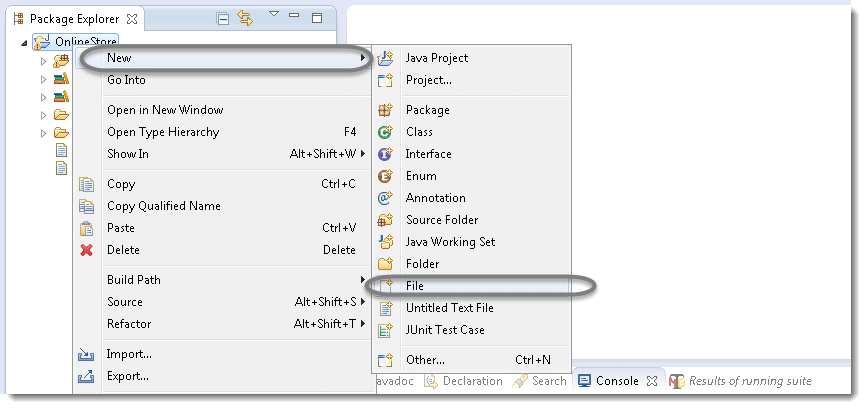 Package Explorer
OnlineStore
New
Go Into
Open in New Window
Open Type Hierarchy F4
Show In Alt+Shift+W
Copy Ctrl+C
Copy Qualified Name
Paste Ctrl+V
Delete Delete
Build Path
Source Alt+Shift+S
Refactor Alt+Shift+T
Import...
Export...
Java Project
Project...
Package
Class
Interface
Enum
Annotation
Source Folder
Java Working Set
Folder
File
Untitled Text File
JUnit Test Case
Other... Ctrl+N
avadoc Declaration Search Console Results of running suite